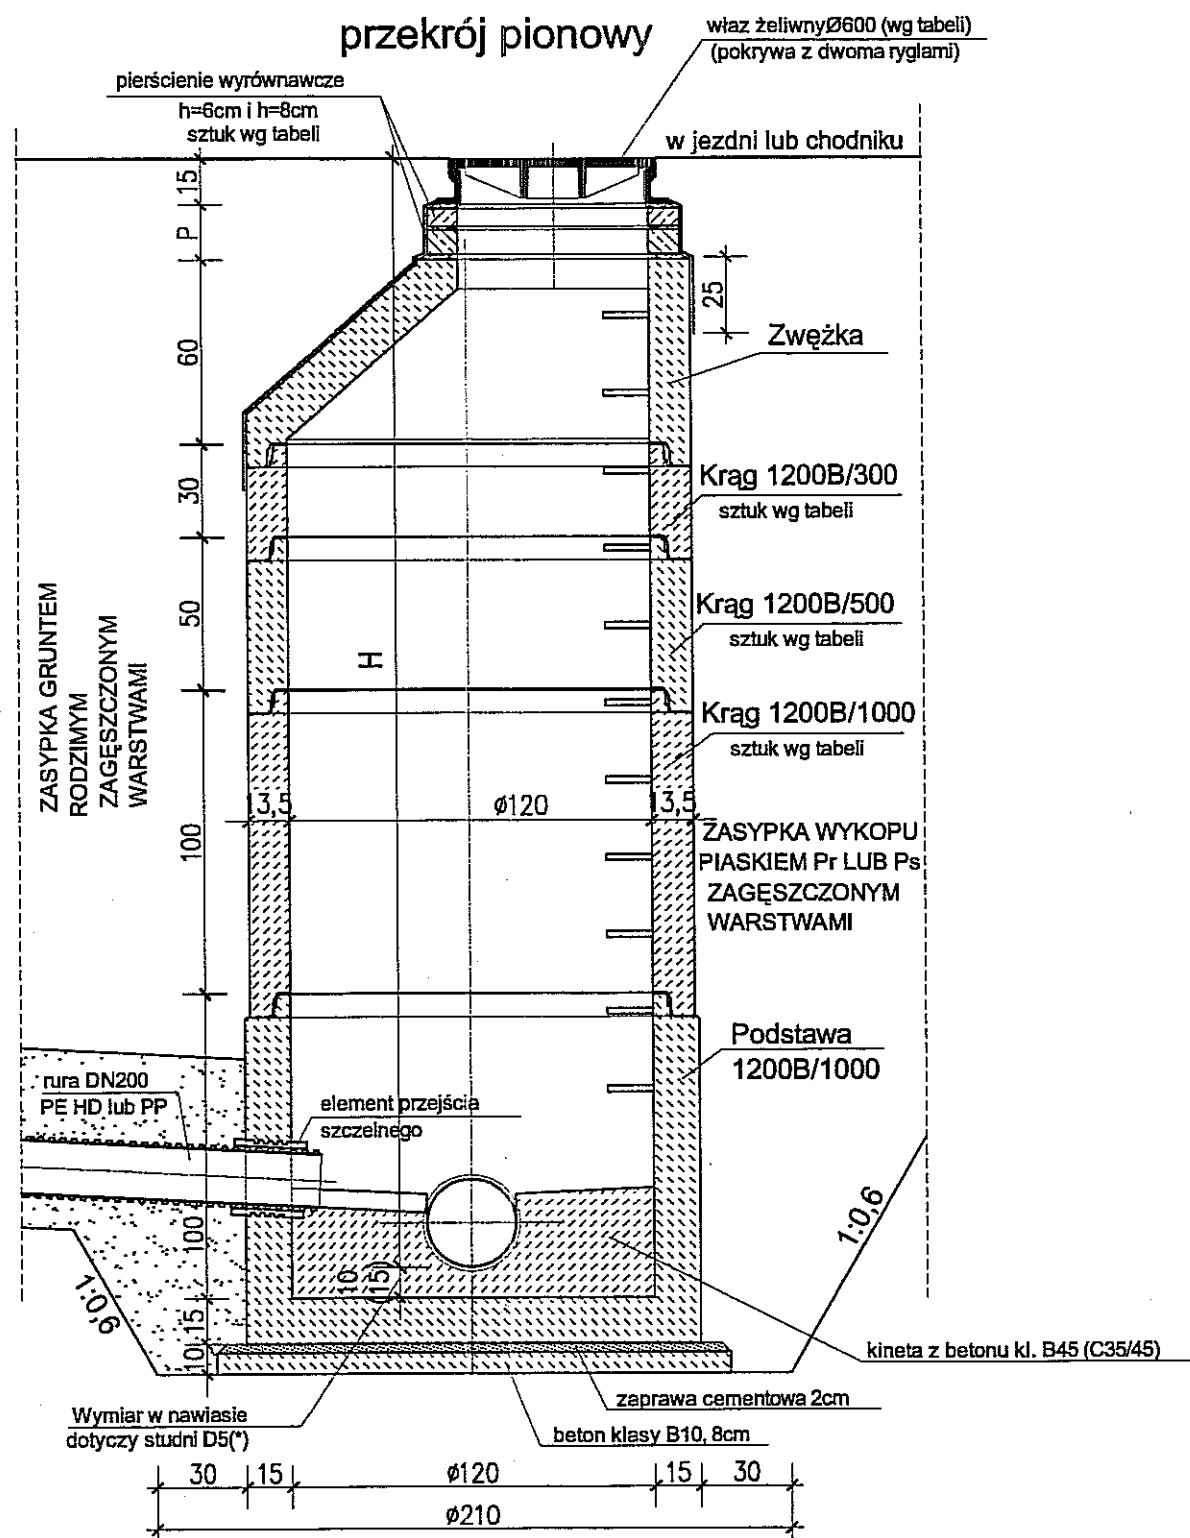 przekrój pionowy
właz żeliwnyØ600 (wg tabeli)
(pokrywa z dwoma ryglami)
pierścienie wyrównawcze
h=6cm i h=8cm
sztuk wg tabeli
w jezdni lub chodniku
15
P
25
60
Zwężka
30
Krąg 1200B/300
sztuk wg tabeli
50
Krąg 1200B/500
sztuk wg tabeli
H
ZASYPKA GRUNTEM
RODZIMYM
ZAGĘSZCZONYM
WARSTWAMI
Krąg 1200B/1000
sztuk wg tabeli
13,5
ø120
13,5
100
ZASYPKA WYKOPU
PIASKIEM Pr LUB Ps
ZAGĘSZCZONYM
WARSTWAMI
Podstawa
1200B/1000
rura DN200
PE HD lub PP
element przejścia
szczelnego
100
10
(15)
1:0,6
1:0,6
15
10
kineta z betonu kl. B45 (C35/45)
zaprawa cementowa 2cm
Wymiar w nawiasie
dotyczy studni D5(*)
beton klasy B10, 8cm
30
15
ø120
15
30
ø210